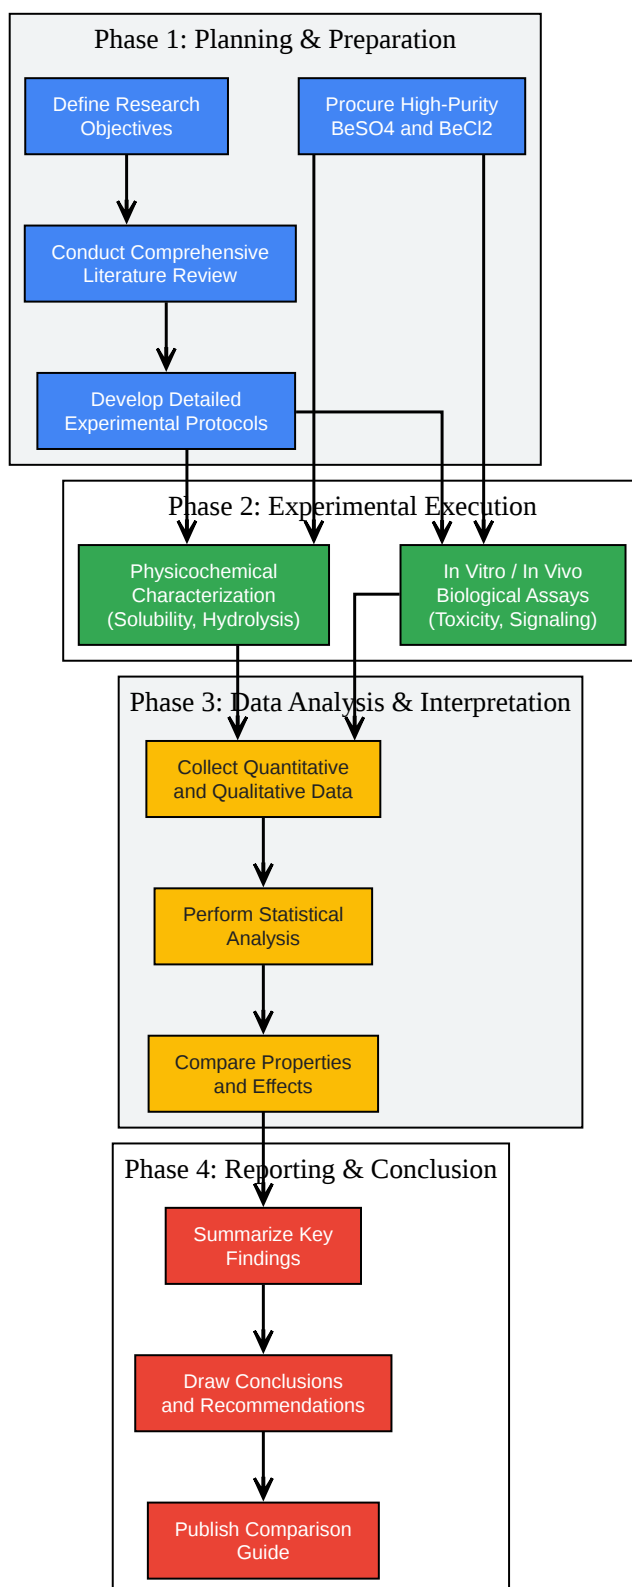 Phase 1: Planning & Preparation
Define Research
Objectives
Procure High-Purity
BeSO4 and BeCl2
Conduct Comprehensive
Literature Review
Develop Detailed
Experimental Protocols
Phase 2: Experimental Execution
Physicochemical
Characterization
(Solubility, Hydrolysis)
In Vitro / In Vivo
Biological Assays
(Toxicity, Signaling)
Phase 3: Data Analysis & Interpretation
Collect Quantitative
and Qualitative Data
Perform Statistical
Analysis
Compare Properties
and Effects
Phase 4: Reporting & Conclusion
Summarize Key
Findings
Draw Conclusions
and Recommendations
Publish Comparison
Guide